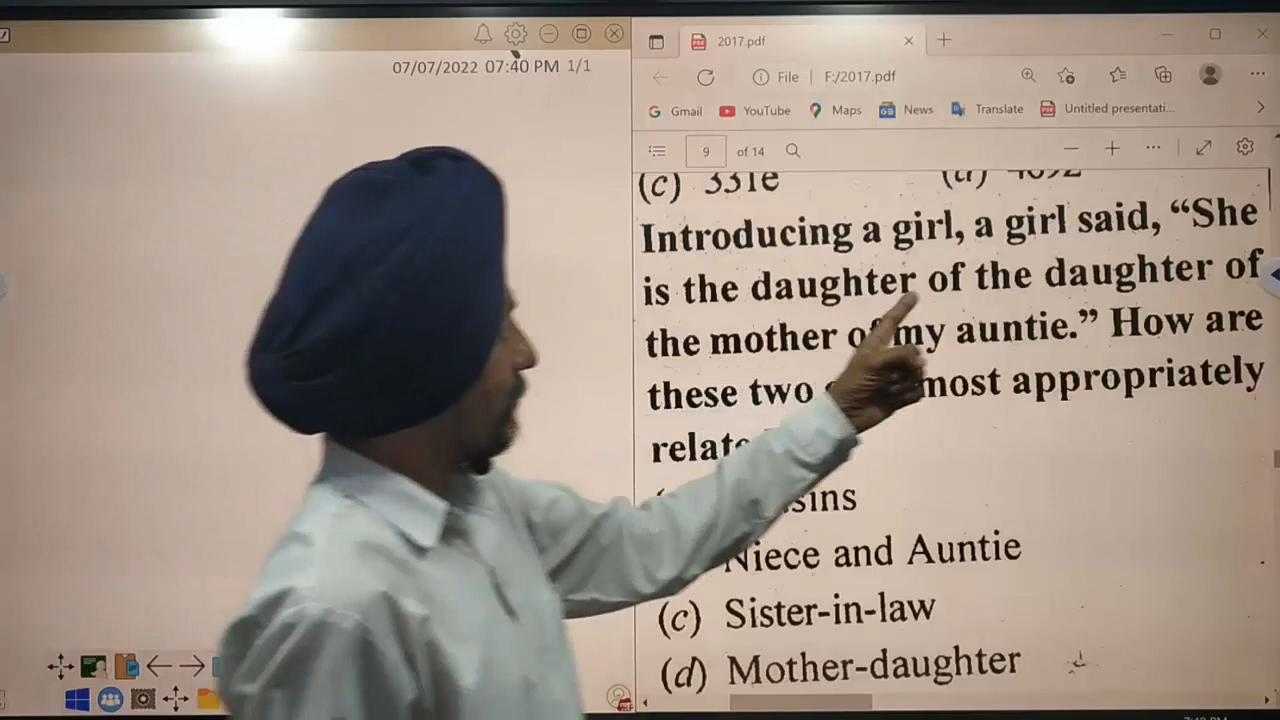 07/07/2022 07:40 PM 1/1
2017.pdf
File F:/2017.pdf
Gmail YouTube Maps News Translate Untitled presentati...
9 of 14
(c) 331e
Introducing a girl, a girl said, “She
is the daughter of the daughter of
the mother of my auntie.” How are
these two most appropriately
Niece and Auntie
(c) Sister-in-law
(d) Mother-daughter